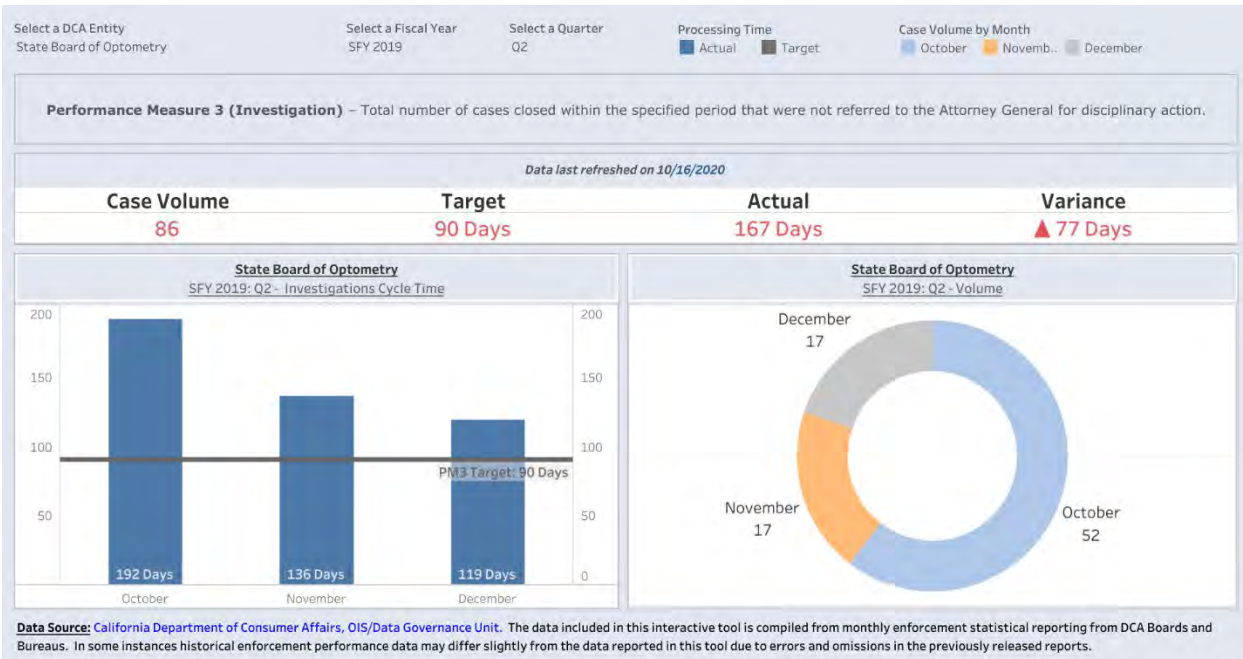 Select a DCA Entity
State Board of Optometry
Select a Fiscal Year
SFY 2019
Select a Quarter
Q2
Processing Time
Actual Target
Case Volume by Month
October Novemb.. December
Performance Measure 3 (Investigation) – Total number of cases closed within the specified period that were not referred to the Attorney General for disciplinary action.
Data last refreshed on 10/16/2020
Case Volume Target Actual Variance
86 90 Days 167 Days ▲ 77 Days
State Board of Optometry
SFY 2019: Q2 - Investigations Cycle Time
200 200
150 150
100 100
PM3 Target: 90 Days
50 50
192 Days 136 Days 119 Days 0
October November December
State Board of Optometry
SFY 2019: Q2 - Volume
December
17
November
17
October
52
Data Source: California Department of Consumer Affairs, OIS/Data Governance Unit. The data included in this interactive tool is compiled from monthly enforcement statistical reporting from DCA Boards and
Bureaus. In some instances historical enforcement performance data may differ slightly from the data reported in this tool due to errors and omissions in the previously released reports.